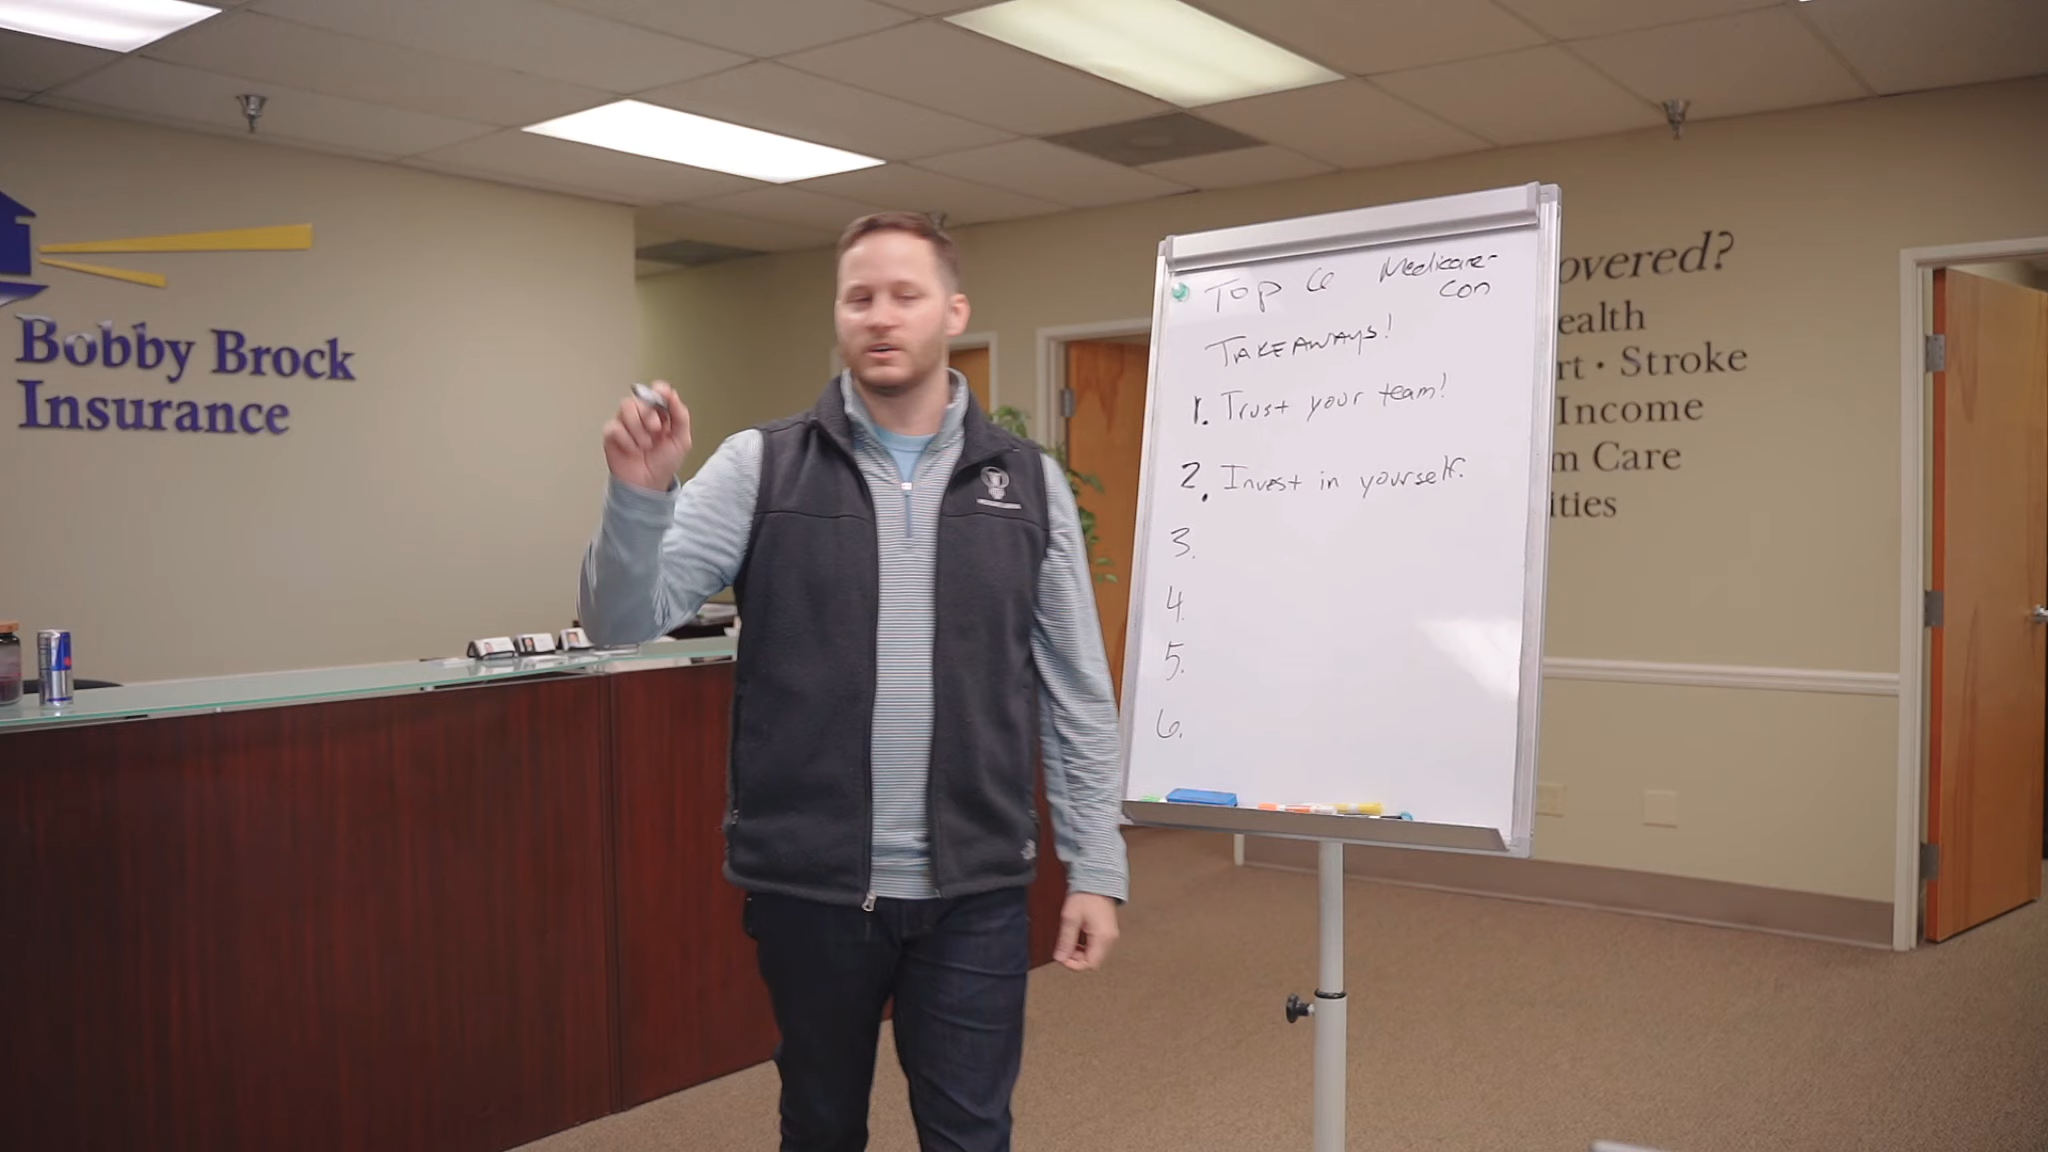 Bobby Brock
Insurance
Top 6 Medicare-
Con
TAKEAWAYS!
1. Trust your team!
2. Invest in yourself.
3.
4.
5.
6.
overed?
ealth
rt • Stroke
Income
m Care
ities